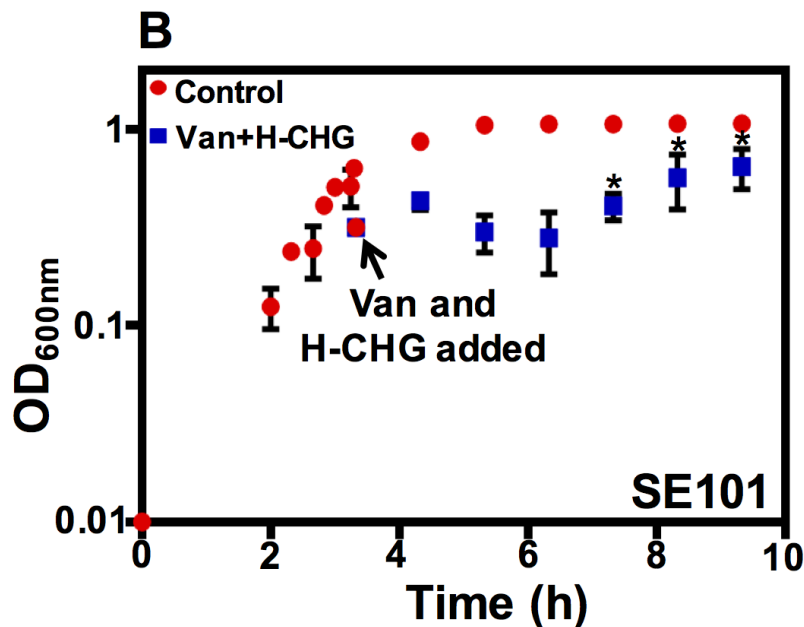 B
Control
Van+H-CHG
1
0.1
0.01
OD600nm
* * *
Van and
H-CHG added
SE101
0 2 4 6 8 10
Time (h)